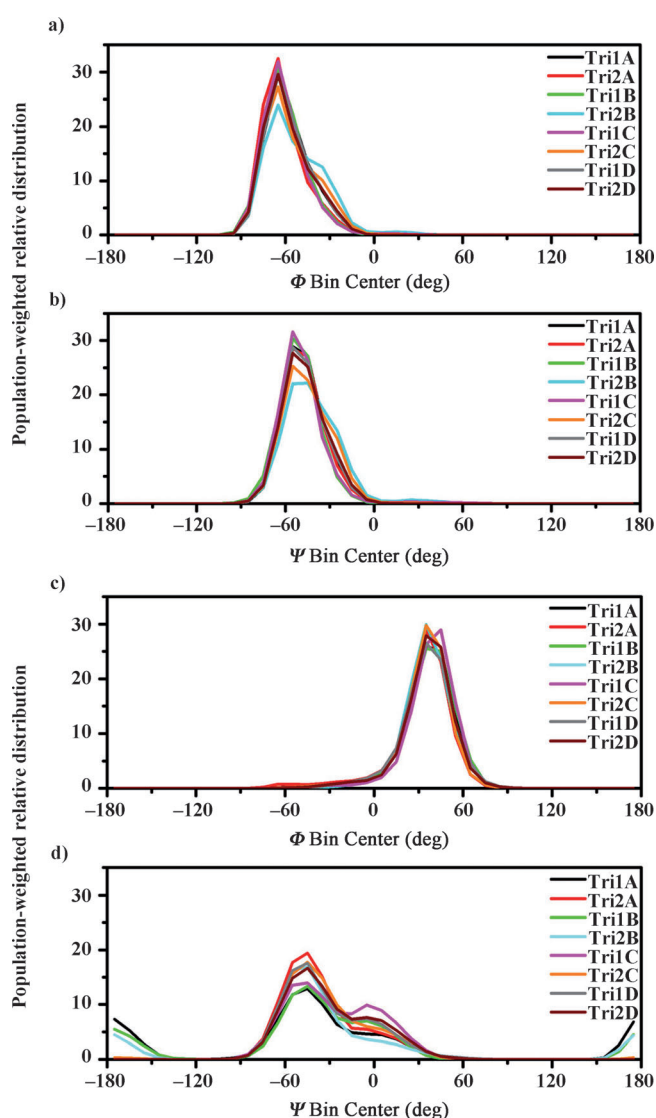 a)
Population-weighted relative distribution
30
20
10
0
Tri1A
Tri2A
Tri1B
Tri2B
Tri1C
Tri2C
Tri1D
Tri2D
−180 −120 −60 0 60 120 180
Φ Bin Center (deg)
b)
30
20
10
0
Tri1A
Tri2A
Tri1B
Tri2B
Tri1C
Tri2C
Tri1D
Tri2D
−180 −120 −60 0 60 120 180
Ψ Bin Center (deg)
c)
Population-weighted relative distribution
30
20
10
0
Tri1A
Tri2A
Tri1B
Tri2B
Tri1C
Tri2C
Tri1D
Tri2D
−180 −120 −60 0 60 120 180
Φ Bin Center (deg)
d)
30
20
10
0
Tri1A
Tri2A
Tri1B
Tri2B
Tri1C
Tri2C
Tri1D
Tri2D
−180 −120 −60 0 60 120 180
Ψ Bin Center (deg)